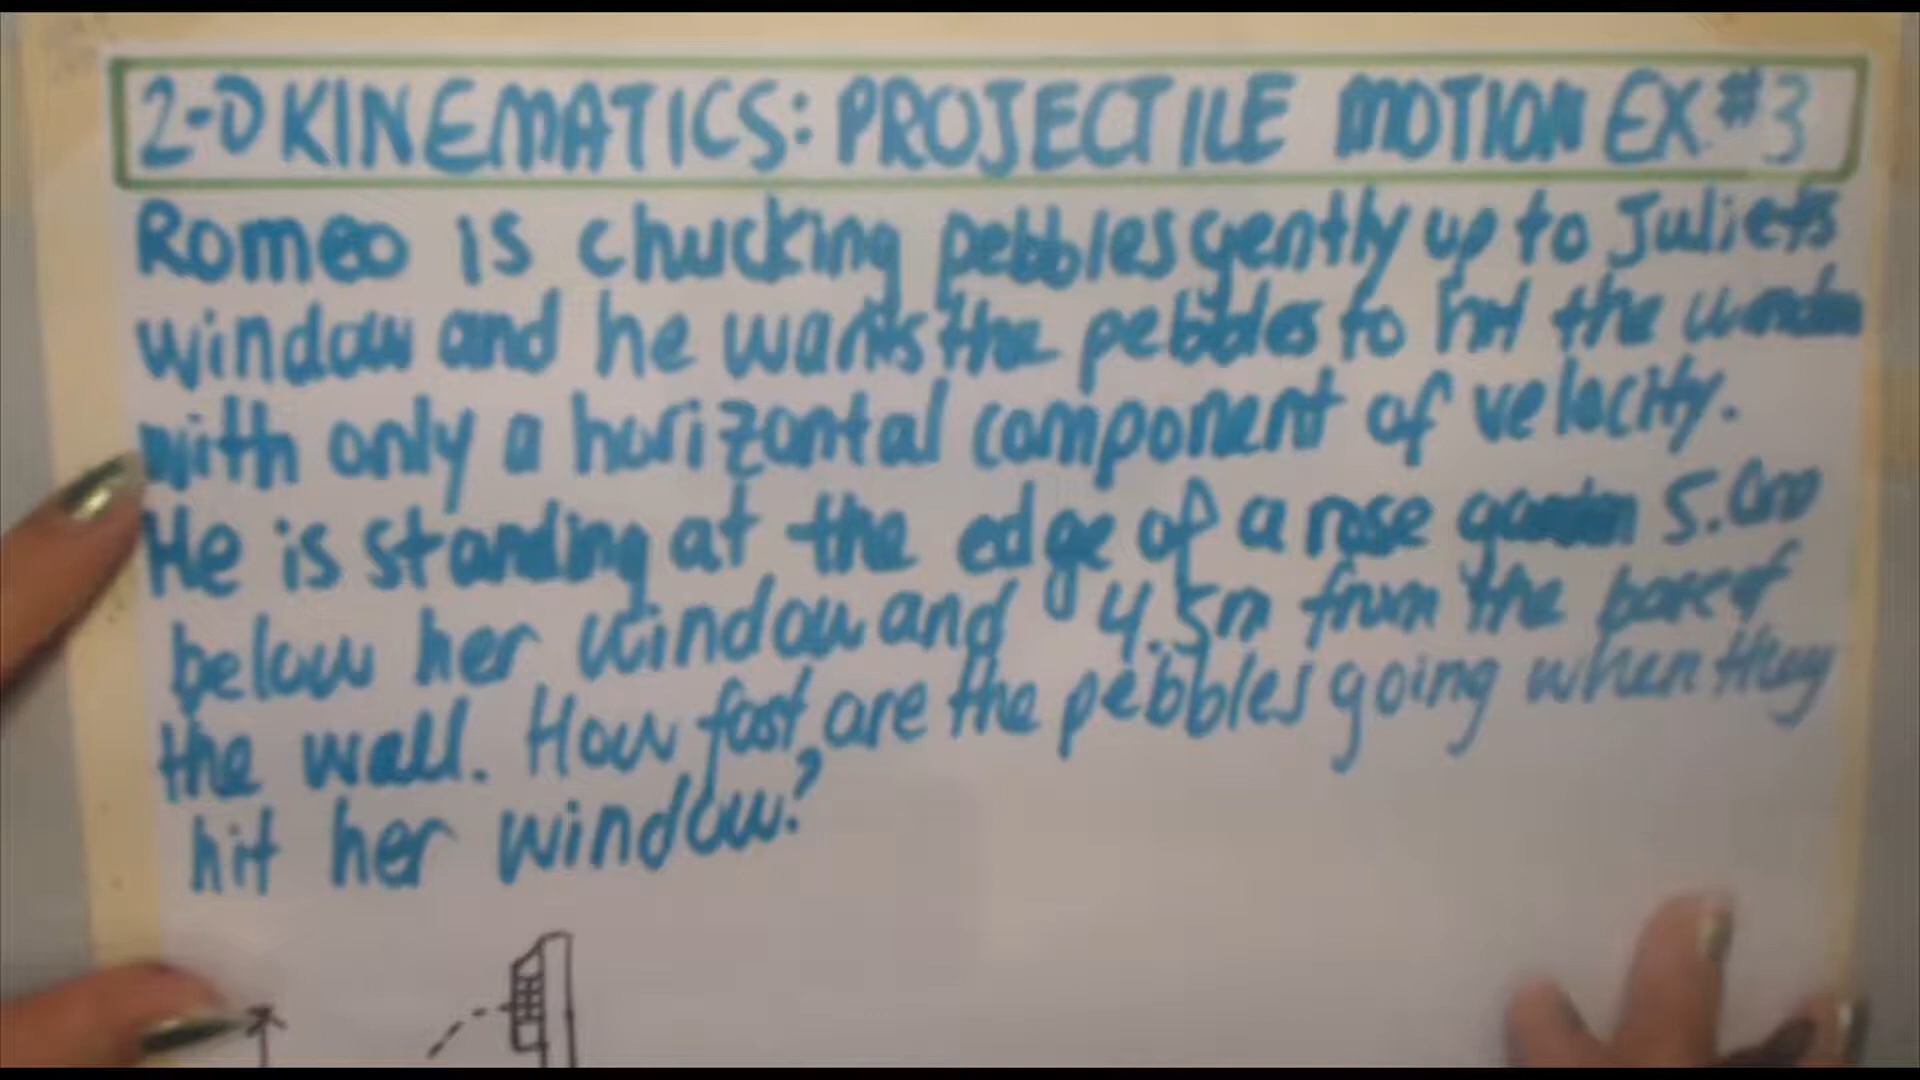 2-D KINEMATICS: PROJECTILE MOTION EX #3
Romeo is chucking pebbles gently up to Juliet's
window and he wants the pebbles to hit the window
with only a horizontal component of velocity.
He is standing at the edge of a rose garden 5.0m
below her window and 4.5m from the base of
the wall. How fast are the pebbles going when they
hit her window?